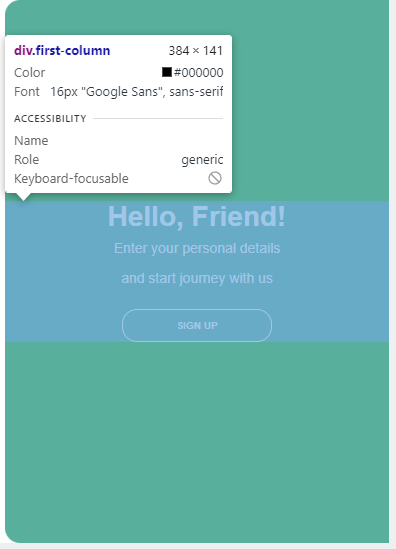 div.first-column 384 × 141
Color #000000
Font 16px "Google Sans", sans-serif
ACCESSIBILITY
Name
Role generic
Keyboard-focusable
Hello, Friend!
Enter your personal details
and start journey with us
SIGN UP